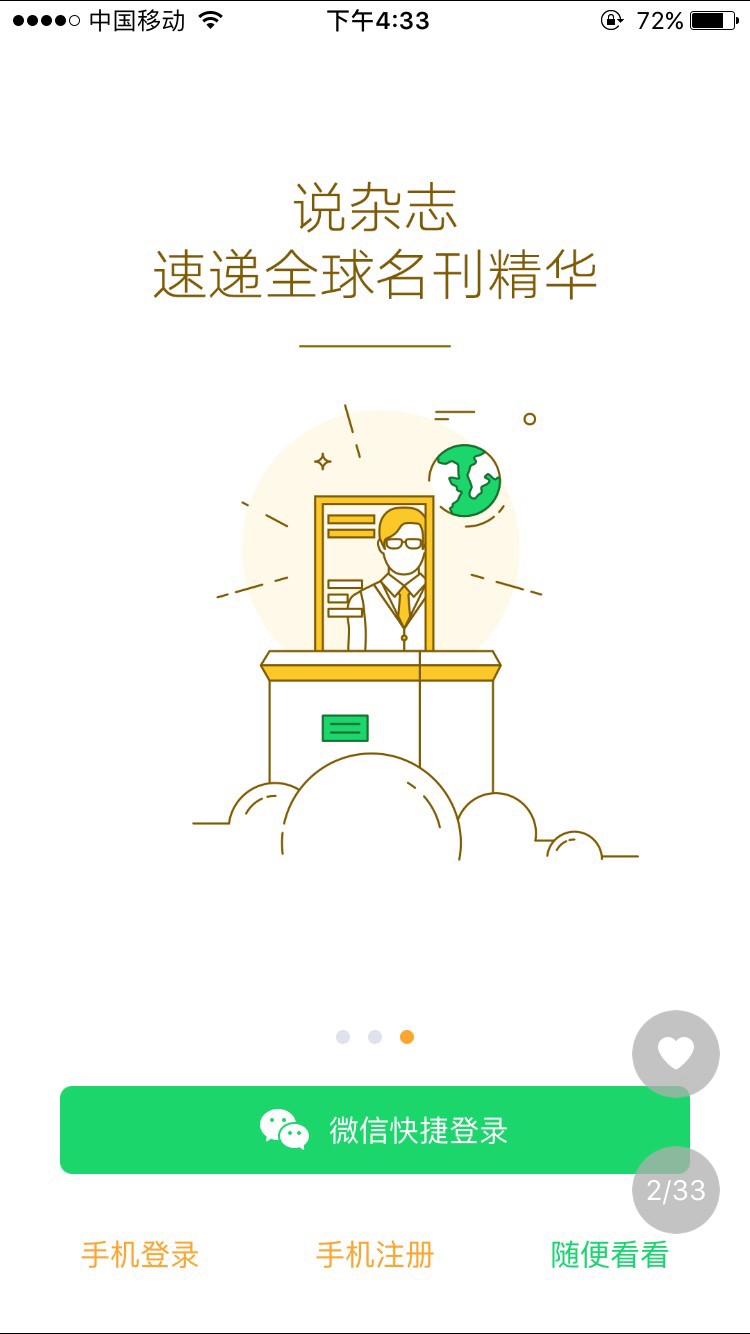 中国移动 下午4:33 72%
说杂志
速递全球名刊精华
微信快捷登录
2/33
手机登录 手机注册 随便看看